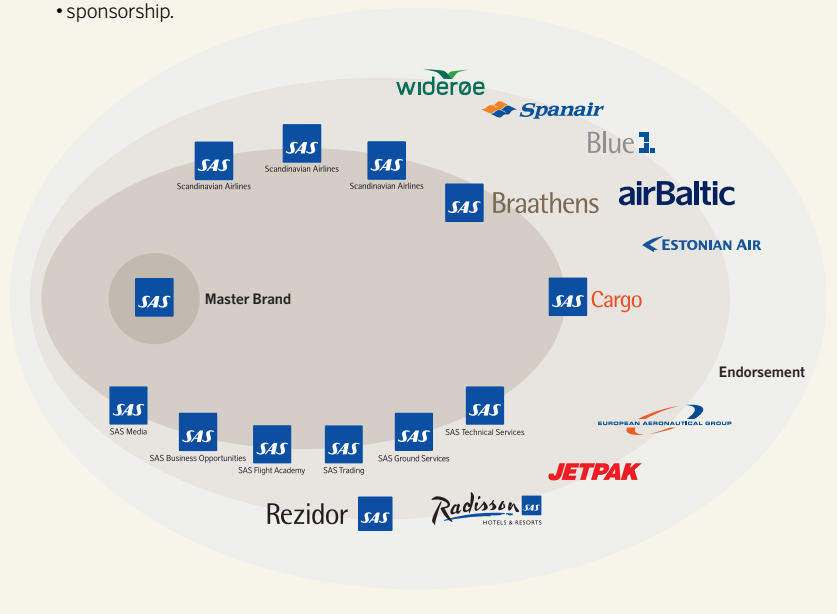 • sponsorship.
widerøe
Spanair
Blue1.
SAS
Scandinavian Airlines
SAS
Scandinavian Airlines
SAS
Scandinavian Airlines
SAS Braathens
airBaltic
ESTONIAN AIR
SAS
Master Brand
SAS Cargo
Endorsement
SAS
SAS Media
SAS
SAS Business Opportunities
SAS
SAS Flight Academy
SAS
SAS Trading
SAS
SAS Ground Services
SAS
SAS Technical Services
EUROPEAN AERONAUTICAL GROUP
JETPAK
Rezidor SAS
Radisson SAS
HOTELS & RESORTS